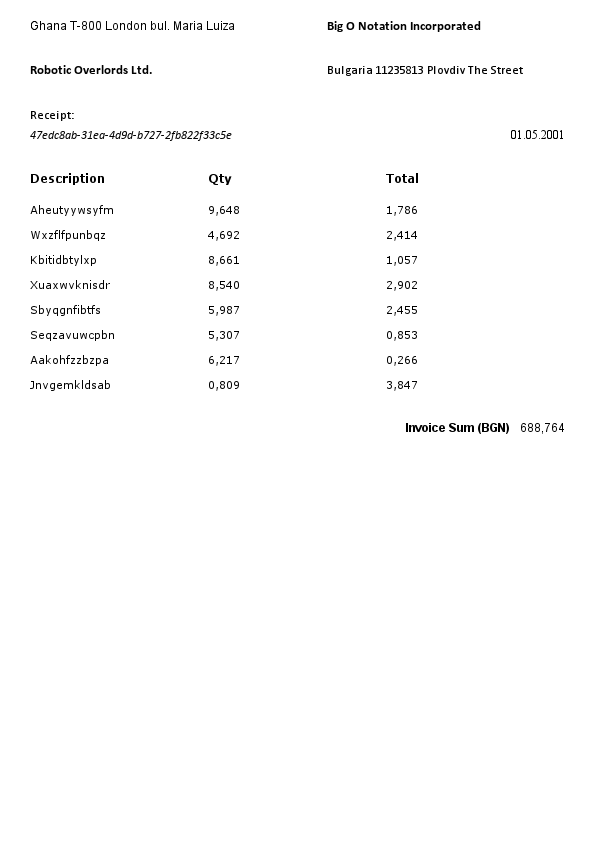 Ghana T-800 London bul. Maria Luiza
Big O Notation Incorporated
Robotic Overlords Ltd.
Bulgaria 11235813 Plovdiv The Street
Receipt:
47edc8ab-31ea-4d9d-b727-2fb822f33c5e
01.05.2001
Description Qty Total
Aheutyywsyfm 9,648 1,786
Wxzflfpunbqz 4,692 2,414
Kbitidbtylxp 8,661 1,057
Xuaxwvknisdr 8,540 2,902
Sbyqgnfibtfs 5,987 2,455
Seqzavuwcpbn 5,307 0,853
Aakohfzzbzpa 6,217 0,266
Jnvgemkldsab 0,809 3,847
Invoice Sum (BGN) 688,764